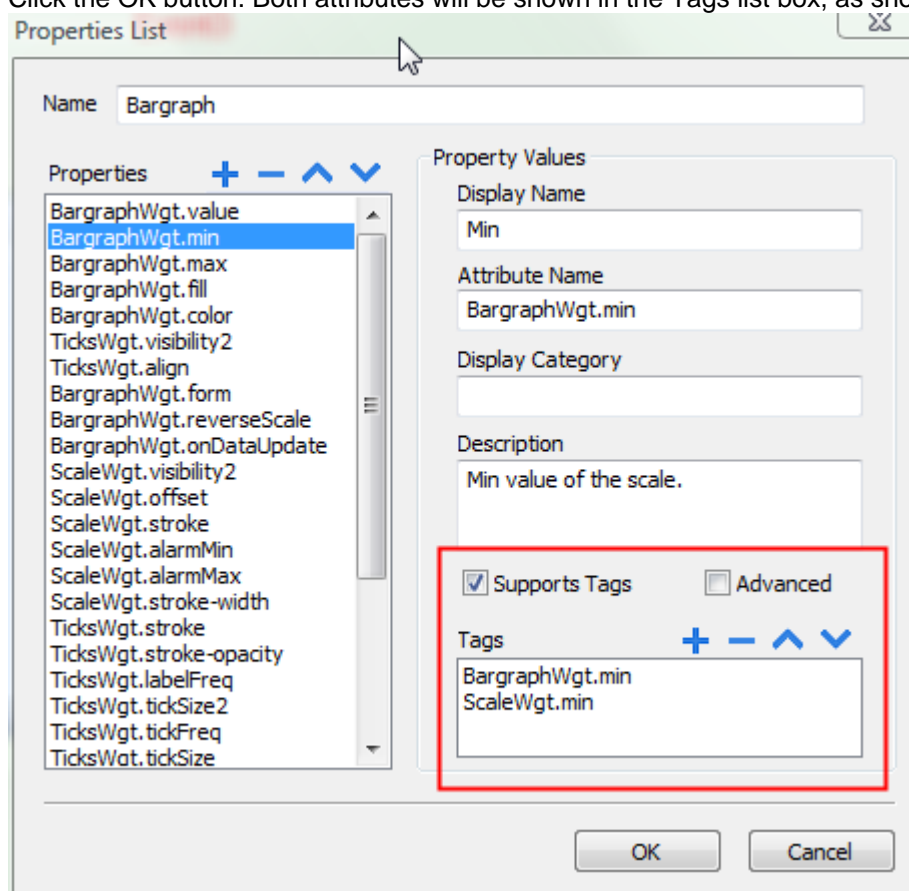 Click the OK button. Both attributes will be shown in the Tags list box, as sho
Properties List
Name Bargraph
Properties
BargraphWgt.value
BargraphWgt.min
BargraphWgt.max
BargraphWgt.fill
BargraphWgt.color
TicksWgt.visibility2
TicksWgt.align
BargraphWgt.form
BargraphWgt.reverseScale
BargraphWgt.onDataUpdate
ScaleWgt.visibility2
ScaleWgt.offset
ScaleWgt.stroke
ScaleWgt.alarmMin
ScaleWgt.alarmMax
ScaleWgt.stroke-width
TicksWgt.stroke
TicksWgt.stroke-opacity
TicksWgt.labelFreq
TicksWgt.tickSize2
TicksWgt.tickFreq
TicksWgt.tickSize
Property Values
Display Name
Min
Attribute Name
BargraphWgt.min
Display Category
Description
Min value of the scale.
Supports Tags Advanced
Tags
BargraphWgt.min
ScaleWgt.min
OK Cancel